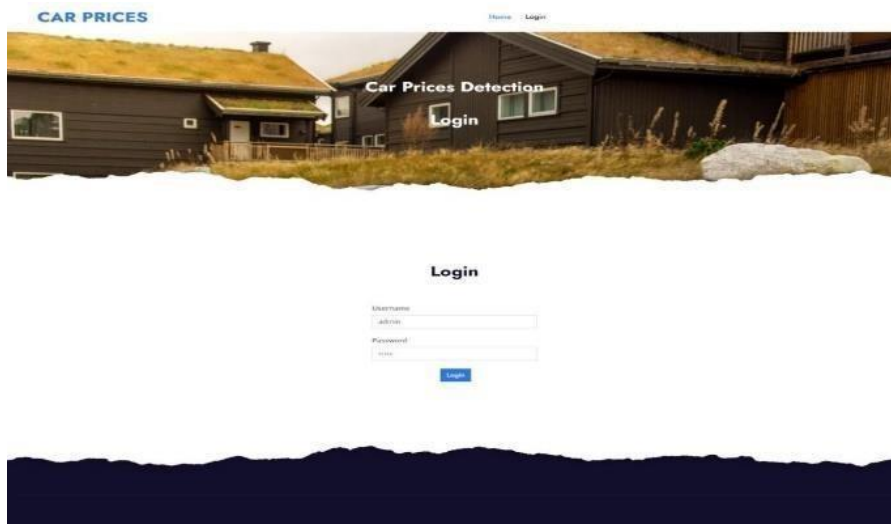 CAR PRICES
Home Login
Car Prices Detection
Login
Login
Username
admin
Password
Login